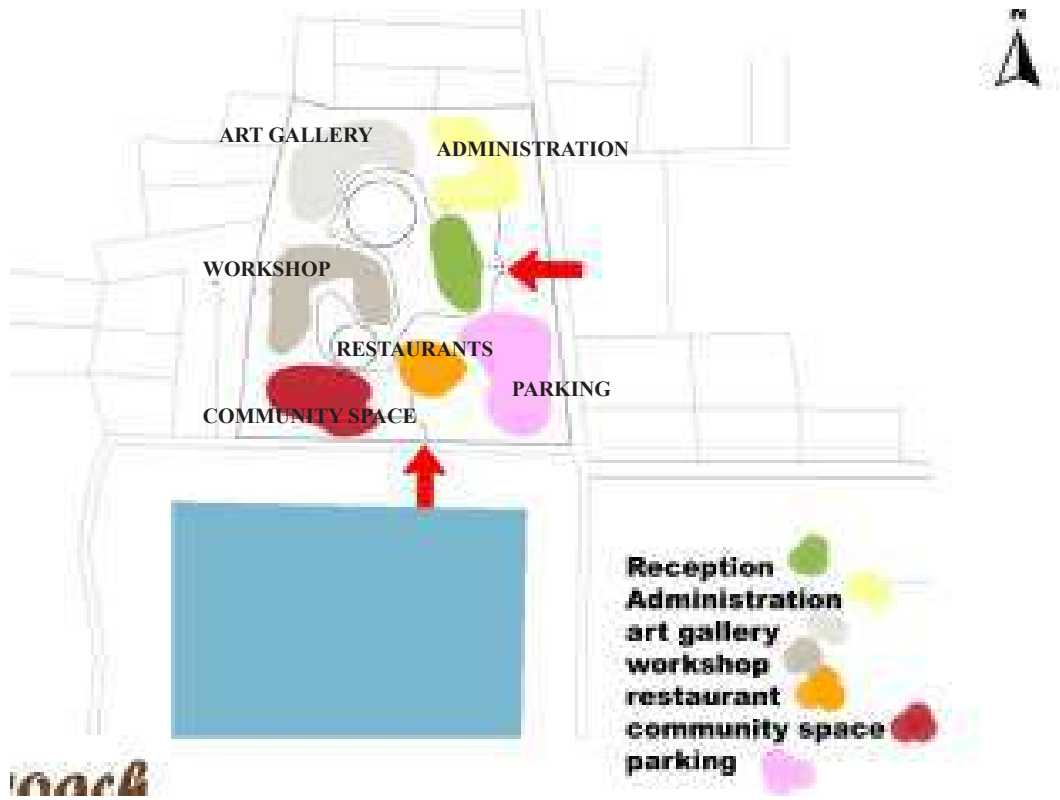 N
ART GALLERY
ADMINISTRATION
WORKSHOP
RESTAURANTS
PARKING
COMMUNITY SPACE
Reception
Administration
art gallery
workshop
restaurant
community space
parking